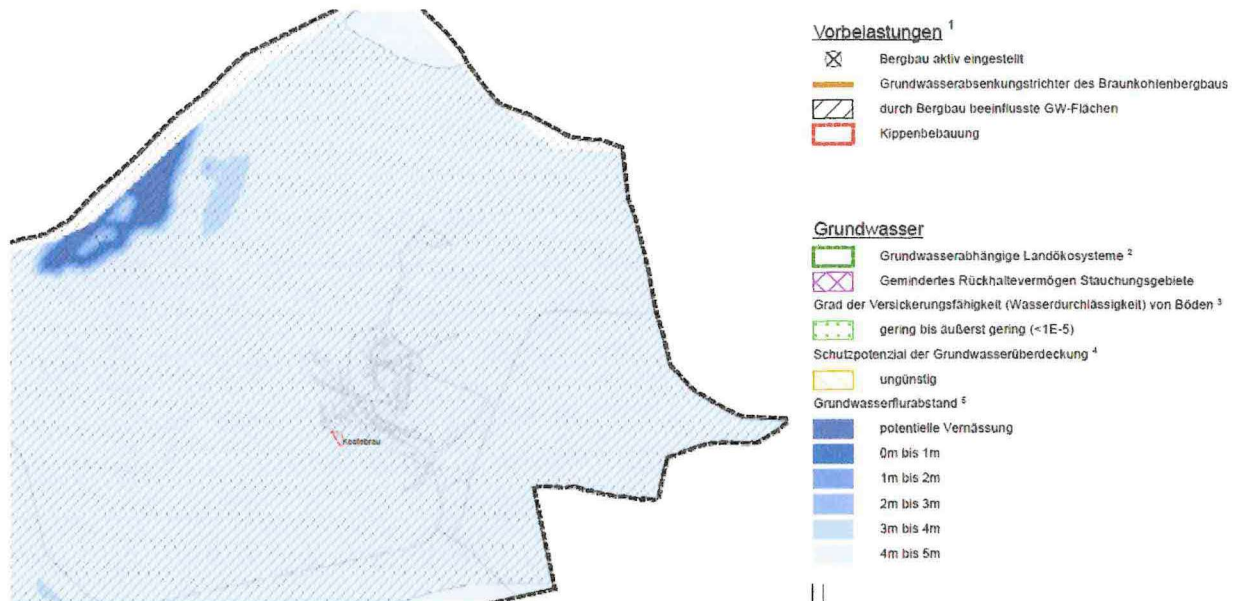 Vorbelastungen 1
Bergbau aktiv eingestellt
Grundwasserabsenkungstrichter des Braunkohlenbergbaus
durch Bergbau beeinflusste GW-Flächen
Kippenbebauung
Grundwasser
Grundwasserabhängige Landökosysteme 2
Gemindertes Rückhaltevermögen Stauchungsgebiete
Grad der Versickerungsfähigkeit (Wasserdurchlässigkeit) von Böden 3
gering bis äußerst gering (<1E-5)
Schutzpotenzial der Grundwasserüberdeckung 4
ungünstig
Grundwasserflurabstand 5
potentielle Vernässung
0m bis 1m
1m bis 2m
2m bis 3m
3m bis 4m
4m bis 5m